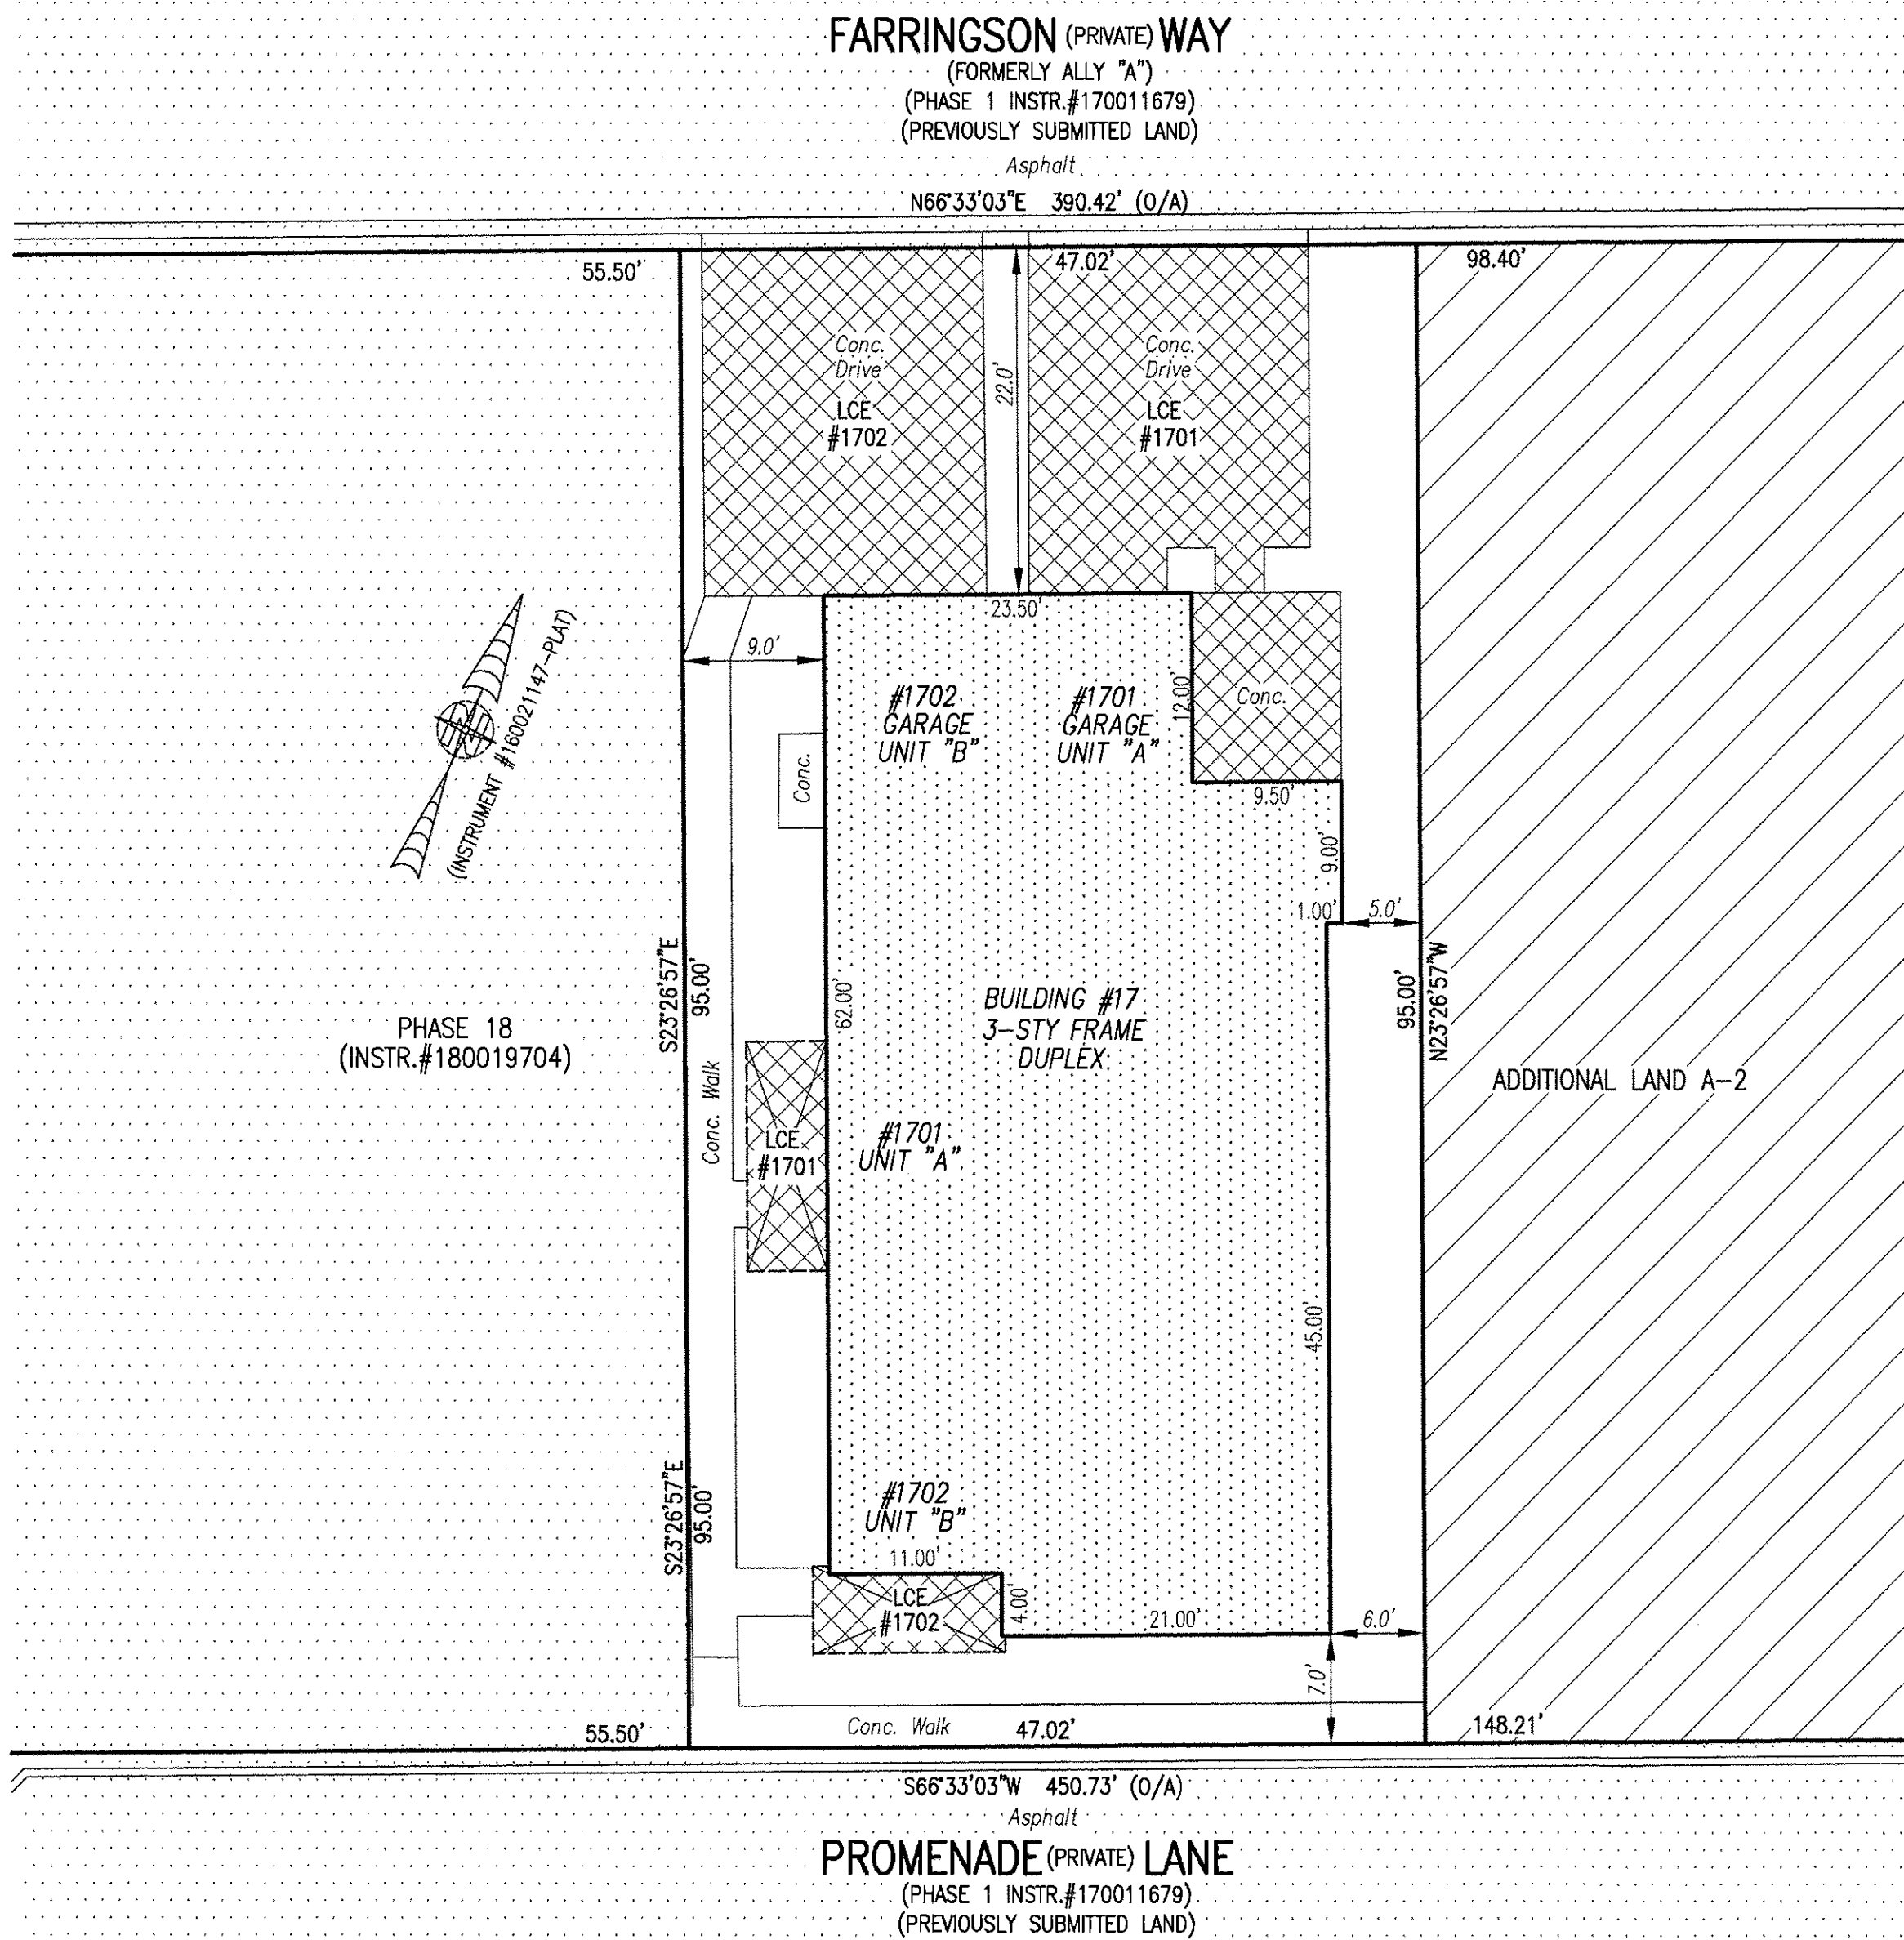 FARRINGSON (PRIVATE) WAY
(FORMERLY ALLY "A")
(PHASE 1 INSTR.#170011679)
(PREVIOUSLY SUBMITTED LAND)
Asphalt
N66°33'03"E 390.42' (O/A)
55.50'
47.02'
98.40'
Conc.
Drive
LCE
#1702
22.0'
Conc.
Drive
LCE
#1701
23.50'
9.0'
(INSTRUMENT #160021147-PLAT)
#1702
GARAGE
UNIT "B"
#1701
GARAGE
UNIT "A"
12.00'
Conc.
Conc.
9.50'
9.00'
1.00'
5.0'
S23°26'57"E
95.00'
62.00'
BUILDING #17
3-STY FRAME
DUPLEX
95.00'
N23°26'57"W
PHASE 18
(INSTR.#180019704)
ADDITIONAL LAND A-2
Conc. Walk
LCE
#1701
#1701
UNIT "A"
45.00'
S23°26'57"E
95.00'
#1702
UNIT "B"
11.00'
LCE
#1702
4.00'
21.00'
6.0'
7.0'
55.50'
Conc. Walk
47.02'
148.21'
S66°33'03"W 450.73' (O/A)
Asphalt
PROMENADE (PRIVATE) LANE
(PHASE 1 INSTR.#170011679)
(PREVIOUSLY SUBMITTED LAND)